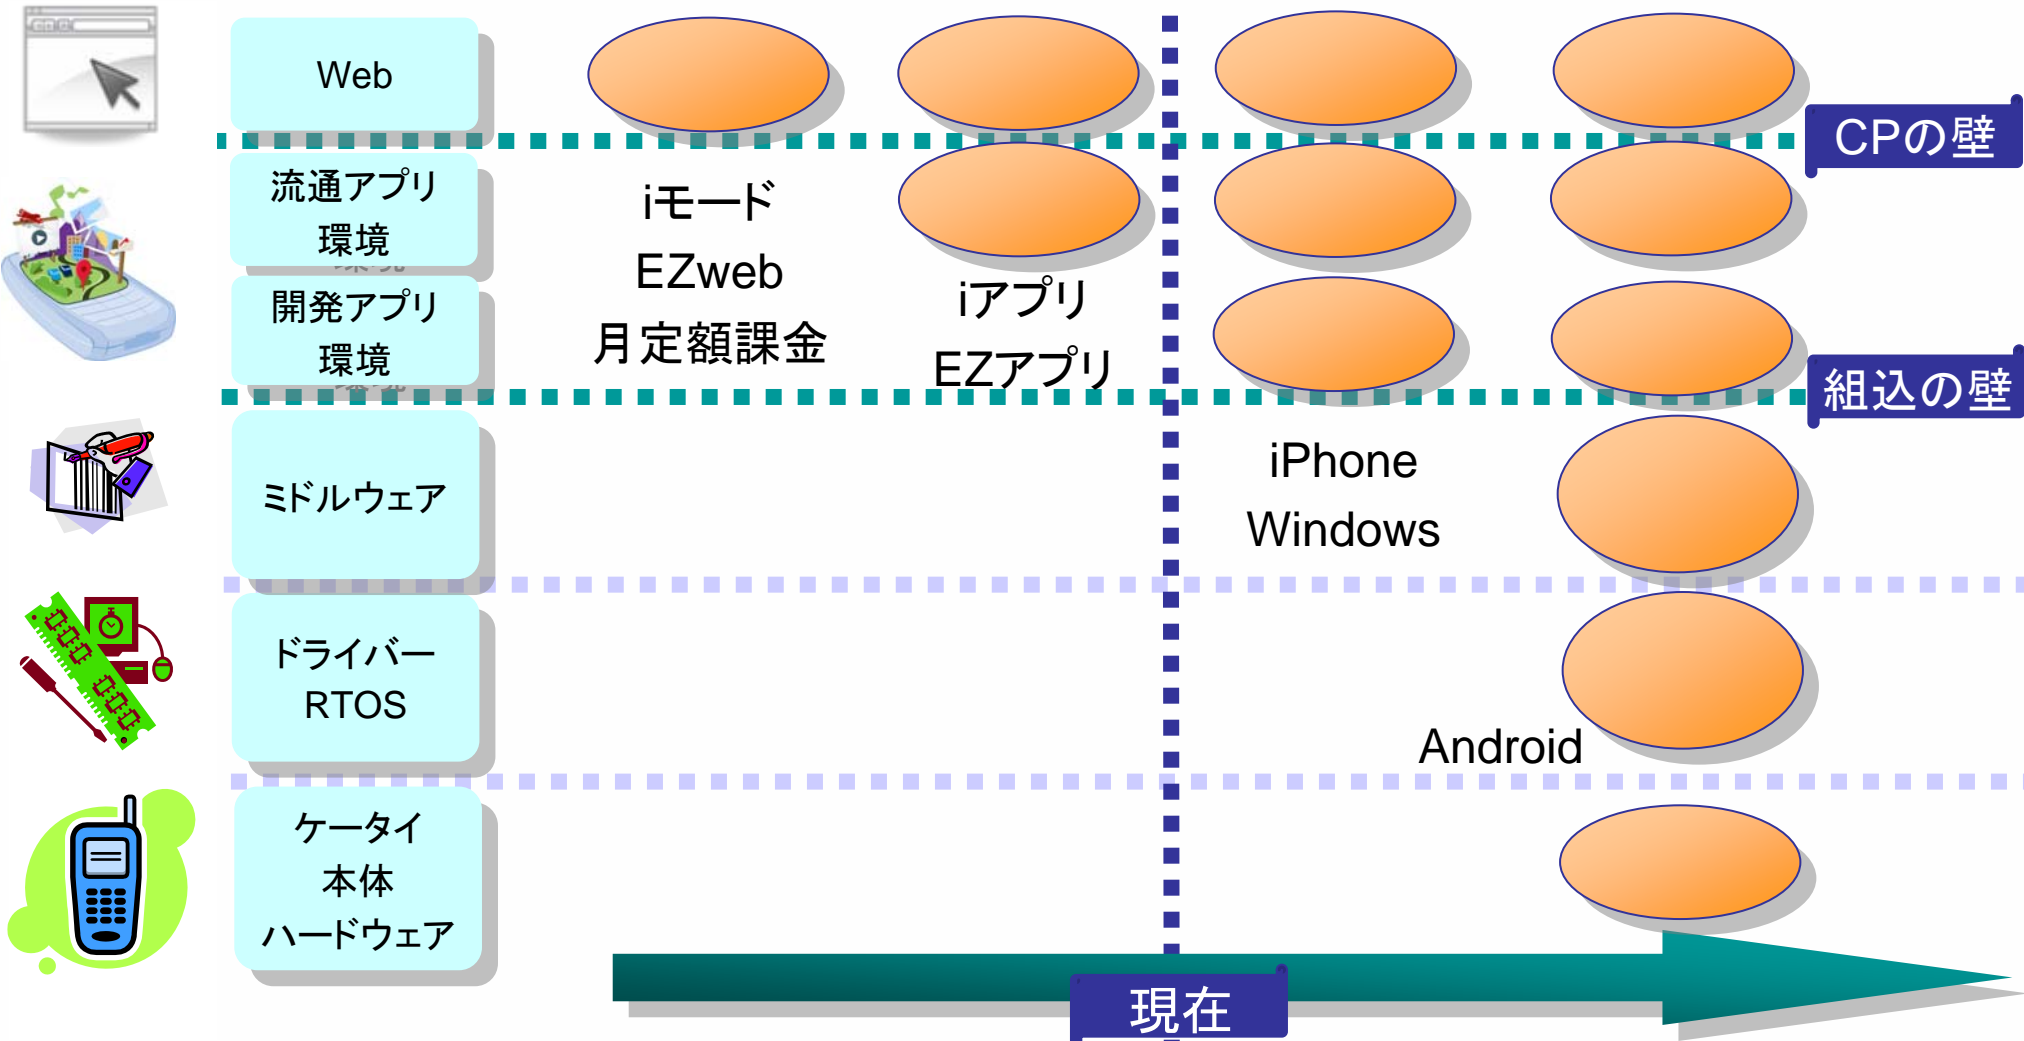 Web
CPの壁
流通アプリ
環境
iモード
EZweb
月定額課金
iアプリ
EZアプリ
開発アプリ
環境
組込の壁
ミドルウェア
iPhone
Windows
ドライバー
RTOS
Android
ケータイ
本体
ハードウェア
現在